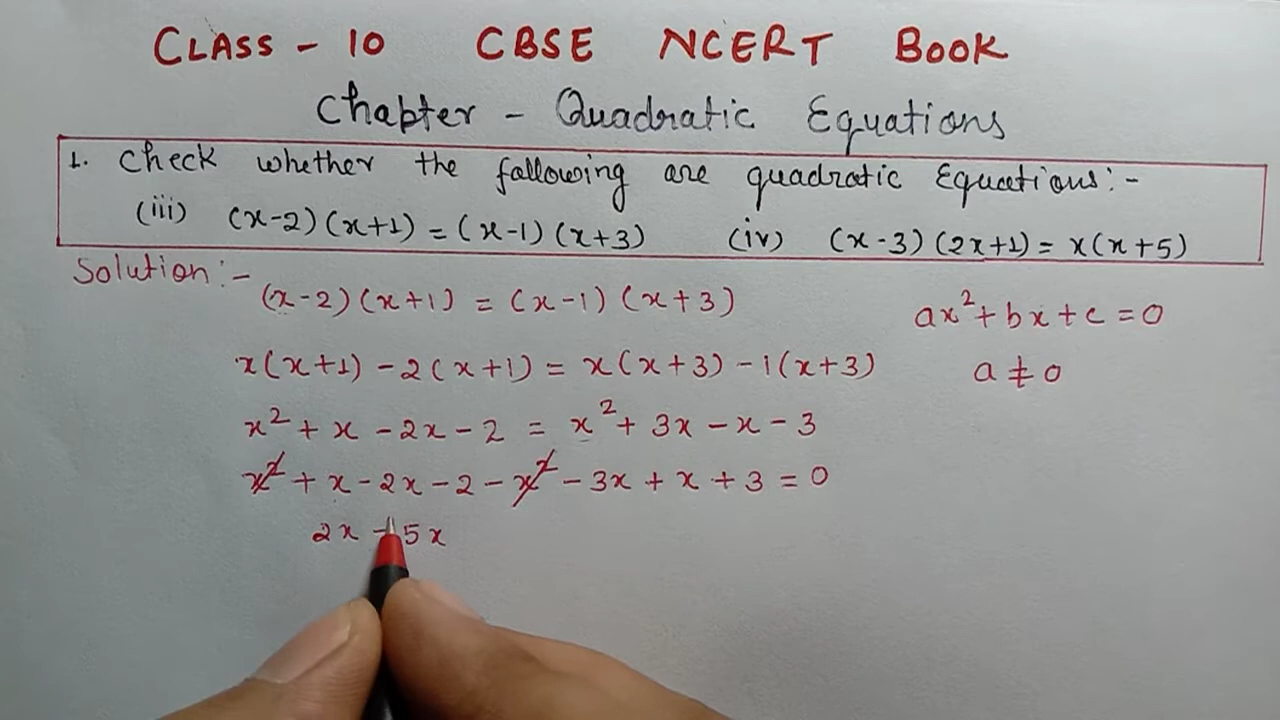 CLASS - 10 CBSE NCERT BOOK
Chapter - Quadratic Equations
1. Check whether the following are quadratic Equations:-
(iii) (x-2)(x+1) = (x-1)(x+3) (iv) (x-3)(2x+1) = x(x+5)
Solution:-
(x-2)(x+1) = (x-1)(x+3)
ax²+bx+c=0
x(x+1) -2(x+1) = x(x+3) -1(x+3)
a≠0
x² + x - 2x - 2 = x² + 3x - x - 3
x² + x - 2x - 2 - x² - 3x + x + 3 = 0
2x - 5x